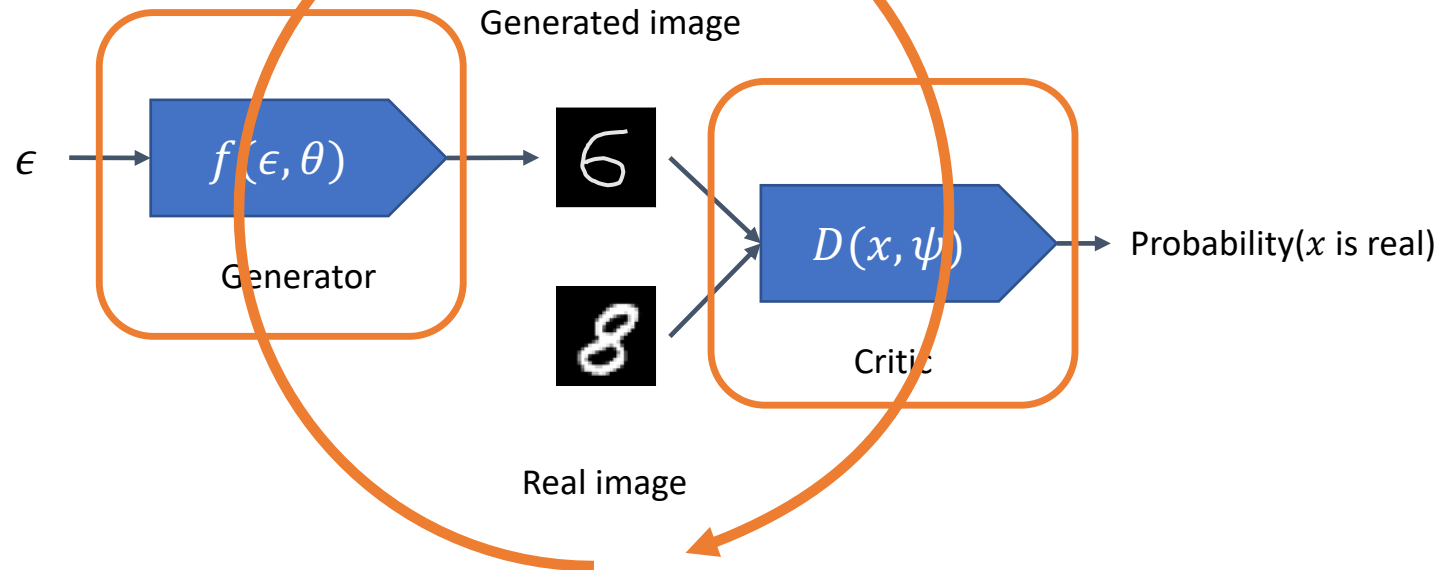 Generated image
ϵ
f(ϵ, θ)
Generator
6
8
D(x, ψ)
Critic
Probability(x is real)
Real image